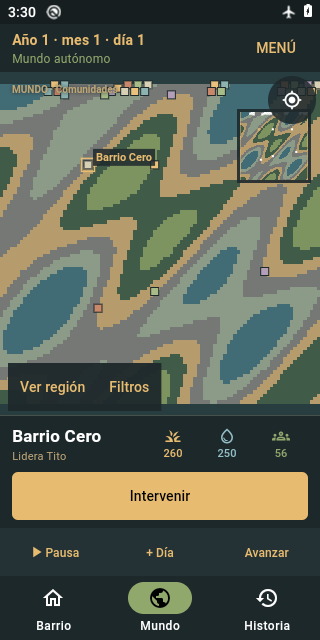 3:30
Año 1 · mes 1 · día 1
Mundo autónomo
MENÚ
MUNDO · Comunidades
Barrio Cero
Ver región
Filtros
Barrio Cero
Lidera Tito
260
250
56
Intervenir
Pausa
+ Día
Avanzar
Barrio
Mundo
Historia